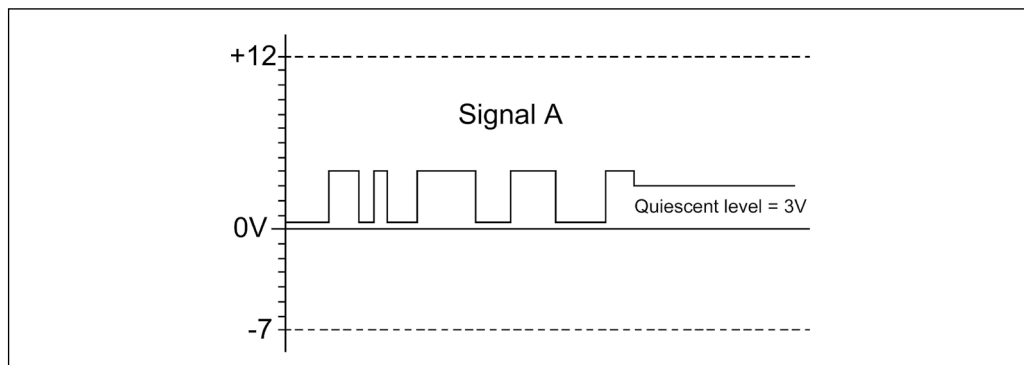 +12
Signal A
Quiescent level = 3V
0V
-7